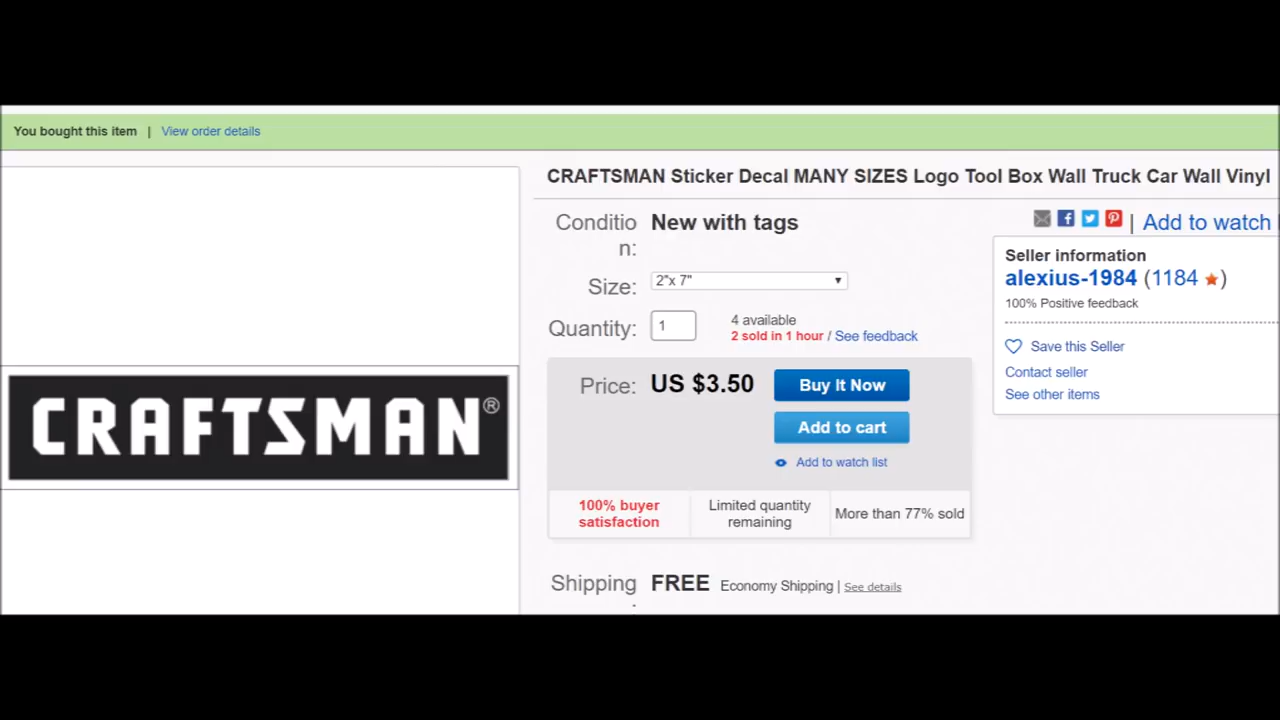 You bought this item | View order details
CRAFTSMAN Sticker Decal MANY SIZES Logo Tool Box Wall Truck Car Wall Vinyl
Conditio
n:
New with tags
| Add to watch
Size:
2"x 7"
Quantity:
1
4 available
2 sold in 1 hour / See feedback
Price:
US $3.50
Buy It Now
Add to cart
Add to watch list
100% buyer
satisfaction
Limited quantity
remaining
More than 77% sold
Shipping
:
FREE Economy Shipping | See details
Seller information
alexius-1984 (1184 ★)
100% Positive feedback
Save this Seller
Contact seller
See other items
CRAFTSMAN®